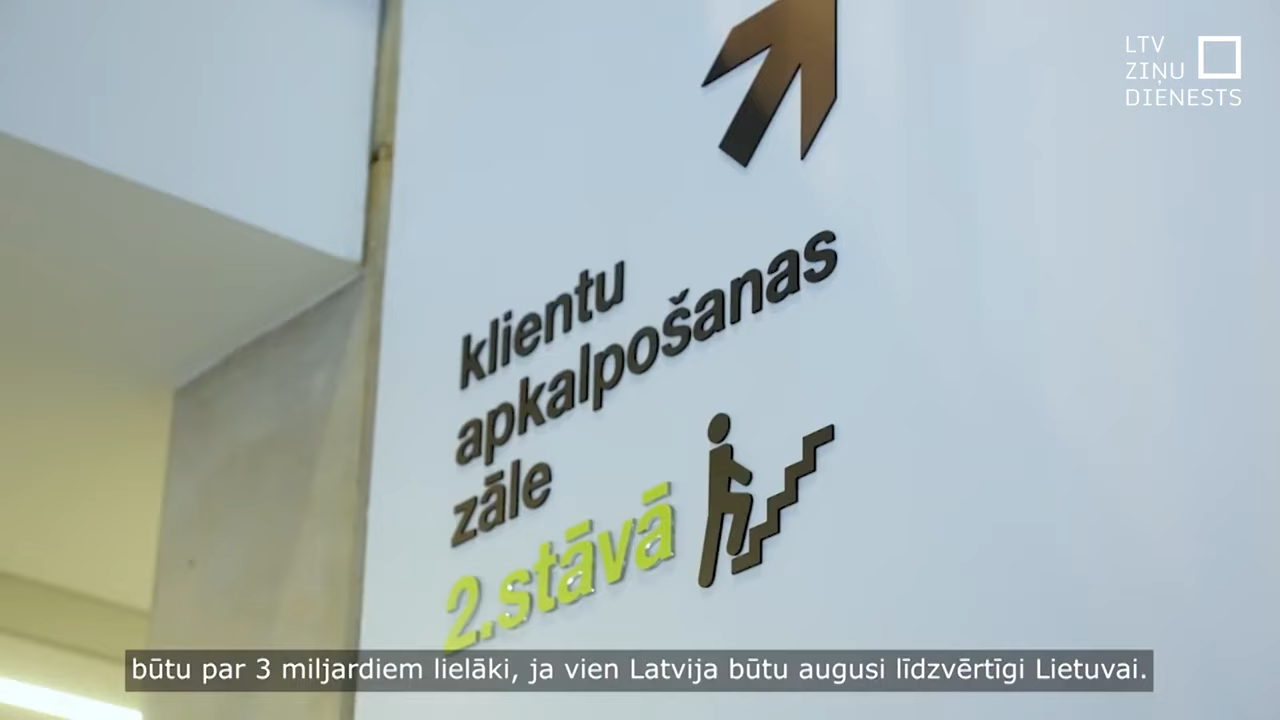 LTV
ZIŅU
DIENESTS
klientu
apkalpošanas
zāle
2.stāvā
būtu par 3 miljardiem lielāki, ja vien Latvija būtu augusi līdzvērtīgi Lietuvai.